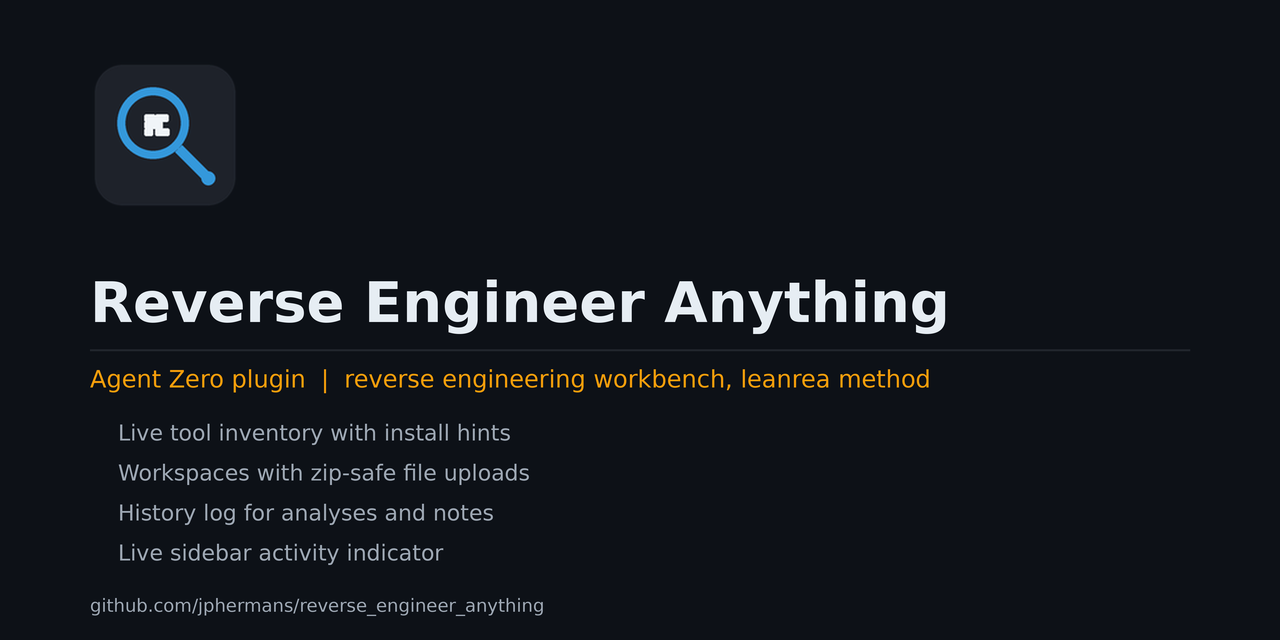 Reverse Engineer Anything
Agent Zero plugin | reverse engineering workbench, leanrea method
Live tool inventory with install hints
Workspaces with zip-safe file uploads
History log for analyses and notes
Live sidebar activity indicator
github.com/jphermans/reverse_engineer_anything